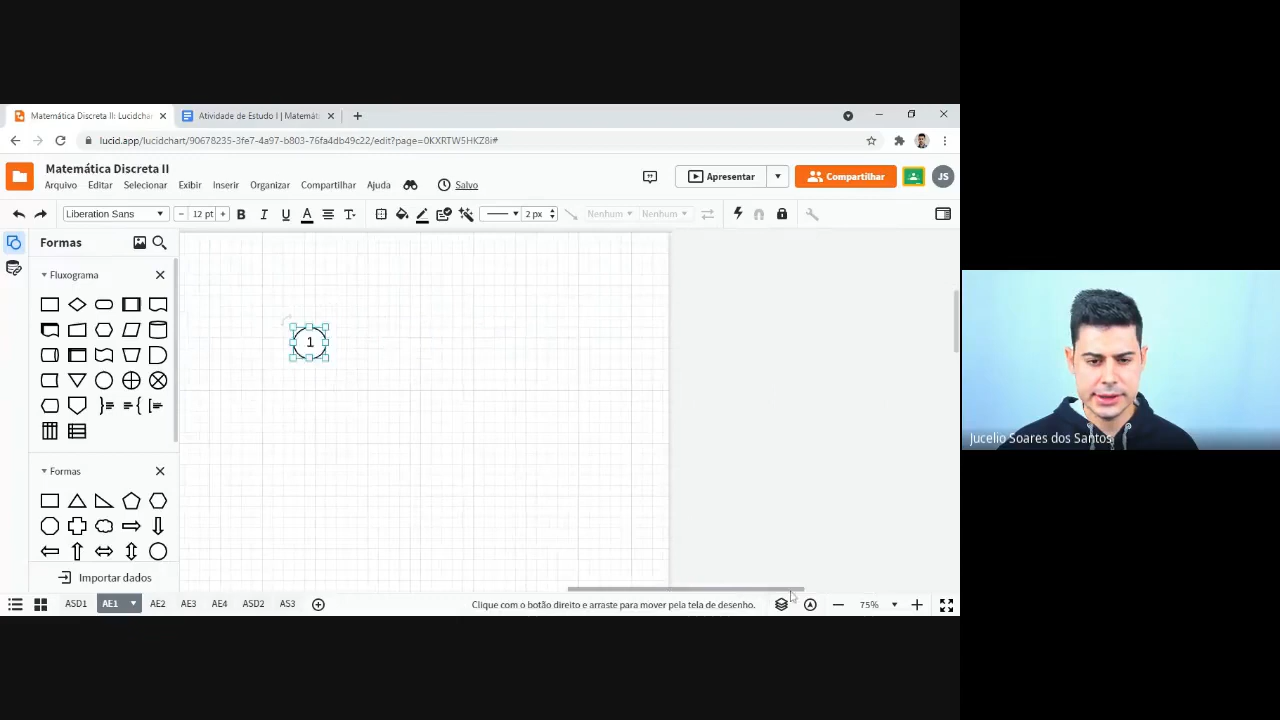 Matemática Discreta II: Lucidchar
Atividade de Estudo I | Matemát
lucid.app/lucidchart/90678235-3fe7-4a97-b803-76fa4db49c22/edit?page=0KXRTW5HKZ8i#
Matemática Discreta II
Arquivo Editar Selecionar Exibir Inserir Organizar Compartilhar Ajuda Salvo
Apresentar
Compartilhar
JS
Liberation Sans
12 pt
B I U A T
2 px
Nenhum
Nenhum
Formas
Fluxograma
1
Formas
Importar dados
ASD1 AE1 AE2 AE3 AE4 ASD2 AS3
Clique com o botão direito e arraste para mover pela tela de desenho.
75%
Jucelio Soares dos Santos